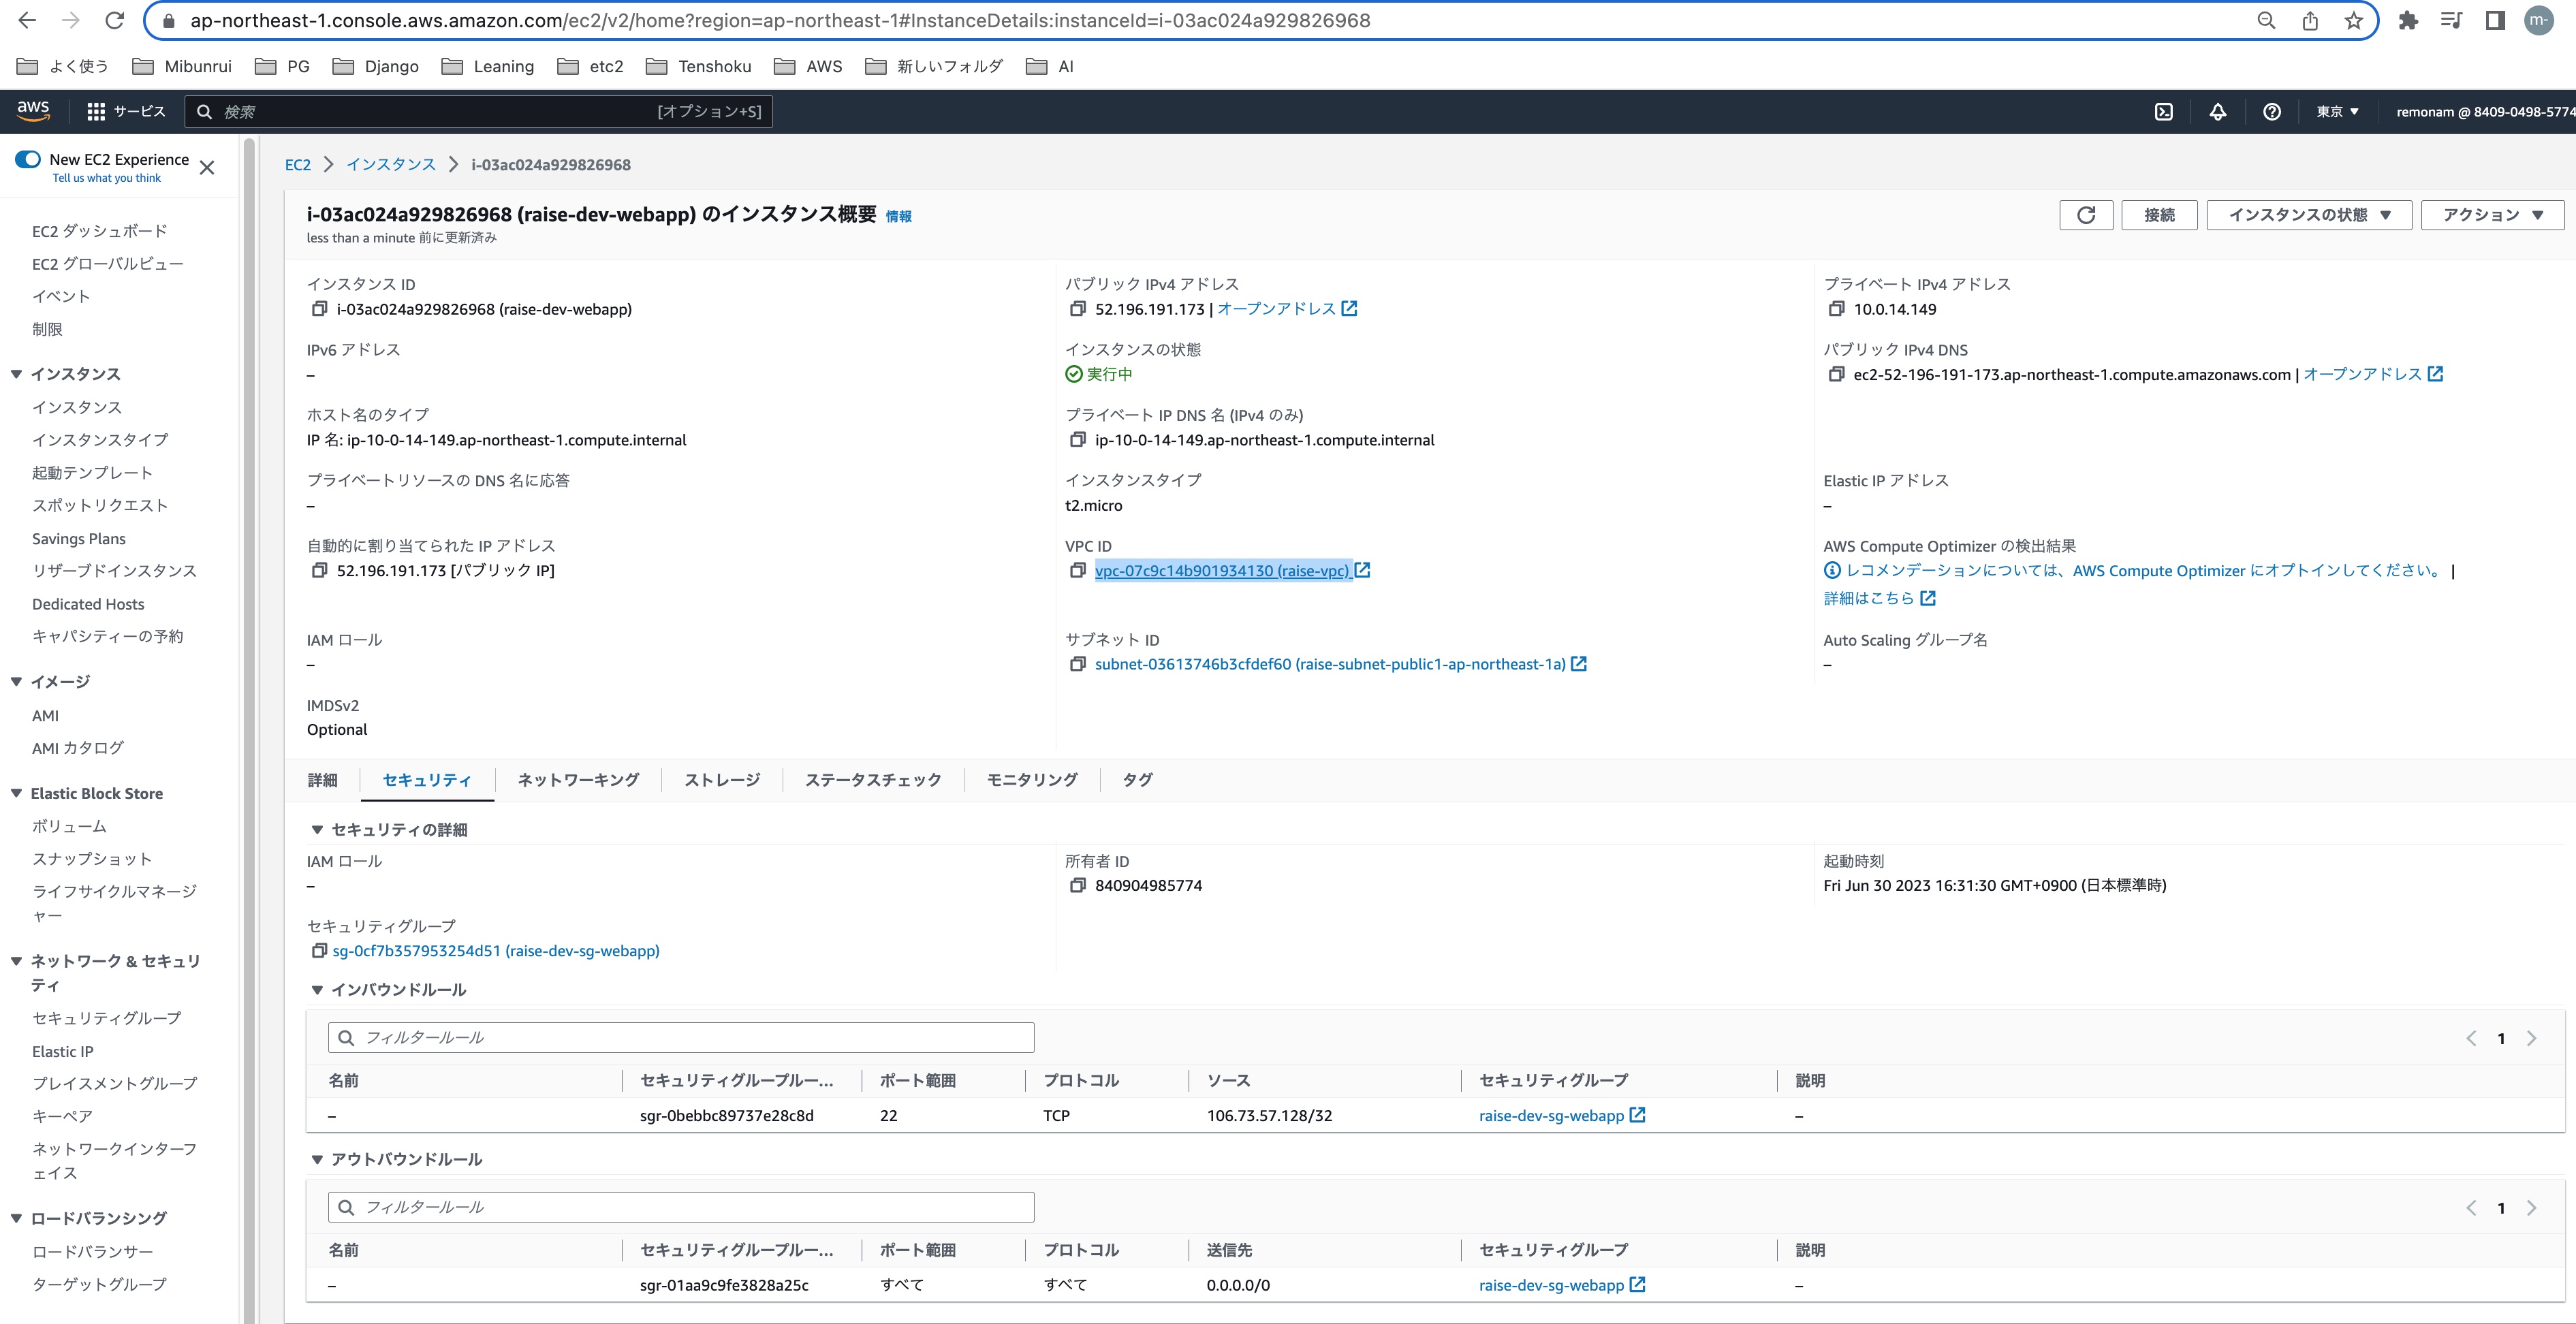 ap-northeast-1.console.aws.amazon.com/ec2/v2/home?region=ap-northeast-1#InstanceDetails:instanceId=i-03ac024a929826968
m-
よく使う Mibunrui PG Django Leaning etc2 Tenshoku AWS 新しいフォルダ AI
aws サービス 検索 [オプション+S] 東京 ▼ remonam @ 8409-0498-5774
New EC2 Experience
Tell us what you think
EC2 ダッシュボード
EC2 グローバルビュー
イベント
制限
▼ インスタンス
インスタンス
インスタンスタイプ
起動テンプレート
スポットリクエスト
Savings Plans
リザーブドインスタンス
Dedicated Hosts
キャパシティーの予約
▼ イメージ
AMI
AMI カタログ
▼ Elastic Block Store
ボリューム
スナップショット
ライフサイクルマネージ
ャー
▼ ネットワーク & セキュリ
ティ
セキュリティグループ
Elastic IP
プレイスメントグループ
キーペア
ネットワークインターフ
ェイス
▼ ロードバランシング
ロードバランサー
ターゲットグループ
EC2 > インスタンス > i-03ac024a929826968
i-03ac024a929826968 (raise-dev-webapp) のインスタンス概要 情報
less than a minute 前に更新済み
接続 インスタンスの状態 ▼ アクション ▼
インスタンス ID
i-03ac024a929826968 (raise-dev-webapp)
パブリック IPv4 アドレス
52.196.191.173 | オープンアドレス
プライベート IPv4 アドレス
10.0.14.149
IPv6 アドレス
–
インスタンスの状態
実行中
パブリック IPv4 DNS
ec2-52-196-191-173.ap-northeast-1.compute.amazonaws.com | オープンアドレス
ホスト名のタイプ
IP 名: ip-10-0-14-149.ap-northeast-1.compute.internal
プライベート IP DNS 名 (IPv4 のみ)
ip-10-0-14-149.ap-northeast-1.compute.internal
プライベートリソースの DNS 名に応答
–
インスタンスタイプ
t2.micro
Elastic IP アドレス
–
自動的に割り当てられた IP アドレス
52.196.191.173 [パブリック IP]
VPC ID
vpc-07c9c14b901934130 (raise-vpc)
AWS Compute Optimizer の検出結果
レコメンデーションについては、AWS Compute Optimizer にオプトインしてください。 |
詳細はこちら
IAM ロール
–
サブネット ID
subnet-03613746b3cfdef60 (raise-subnet-public1-ap-northeast-1a)
Auto Scaling グループ名
–
IMDSv2
Optional
詳細 セキュリティ ネットワーキング ストレージ ステータスチェック モニタリング タグ
▼ セキュリティの詳細
IAM ロール
–
所有者 ID
840904985774
起動時刻
Fri Jun 30 2023 16:31:30 GMT+0900 (日本標準時)
セキュリティグループ
sg-0cf7b357953254d51 (raise-dev-sg-webapp)
▼ インバウンドルール
フィルタールール
1
名前 セキュリティグループルー... ポート範囲 プロトコル ソース セキュリティグループ 説明
– sgr-0bebbc89737e28c8d 22 TCP 106.73.57.128/32 raise-dev-sg-webapp –
▼ アウトバウンドルール
フィルタールール
1
名前 セキュリティグループルー... ポート範囲 プロトコル 送信先 セキュリティグループ 説明
– sgr-01aa9c9fe3828a25c すべて すべて 0.0.0.0/0 raise-dev-sg-webapp –